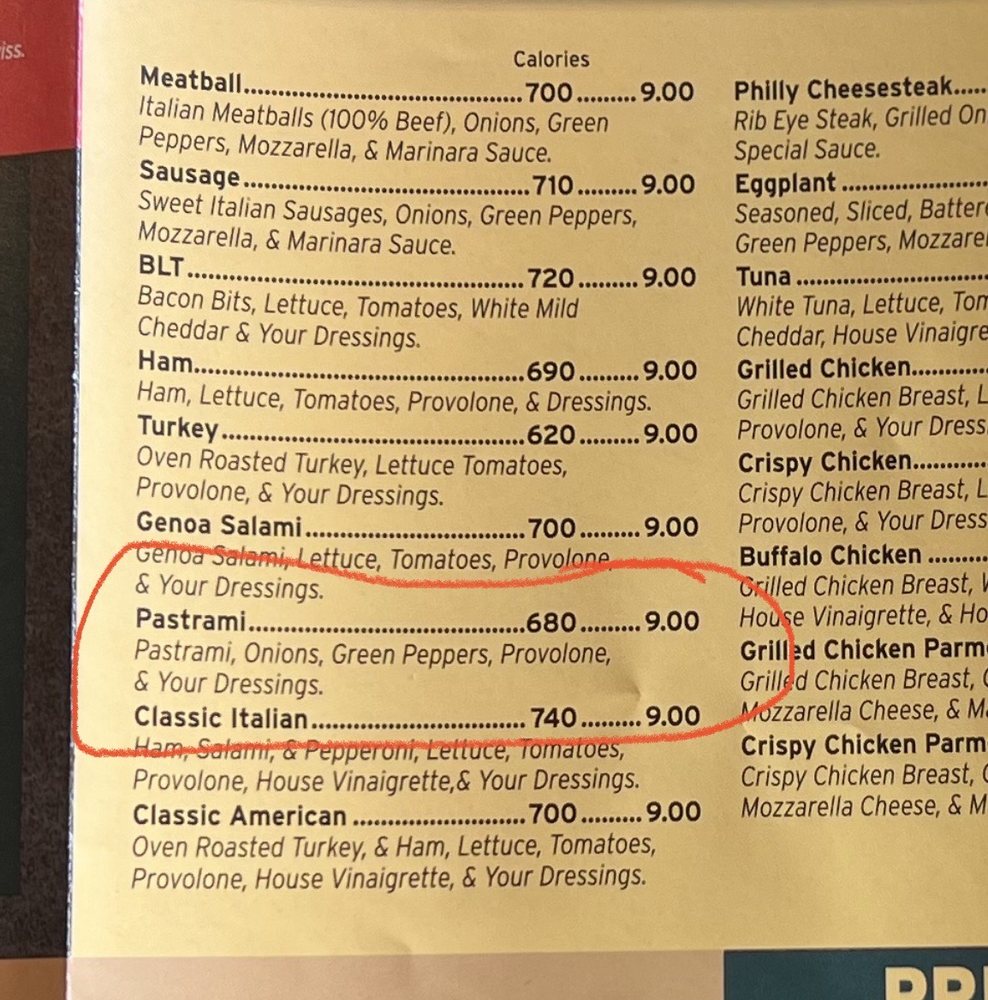 iss.
Calories
Meatball........................................700.........9.00
Italian Meatballs (100% Beef), Onions, Green
Peppers, Mozzarella, & Marinara Sauce.
Sausage........................................710.........9.00
Sweet Italian Sausages, Onions, Green Peppers,
Mozzarella, & Marinara Sauce.
BLT................................................720.........9.00
Bacon Bits, Lettuce, Tomatoes, White Mild
Cheddar & Your Dressings.
Ham...............................................690.........9.00
Ham, Lettuce, Tomatoes, Provolone, & Dressings.
Turkey...........................................620.........9.00
Oven Roasted Turkey, Lettuce Tomatoes,
Provolone, & Your Dressings.
Genoa Salami...............................700.........9.00
Genoa Salami, Lettuce, Tomatoes, Provolone,
& Your Dressings.
Pastrami.......................................680.........9.00
Pastrami, Onions, Green Peppers, Provolone,
& Your Dressings.
Classic Italian..............................740.........9.00
Ham, Salami, & Pepperoni, Lettuce, Tomatoes,
Provolone, House Vinaigrette,& Your Dressings.
Classic American ........................700.........9.00
Oven Roasted Turkey, & Ham, Lettuce, Tomatoes,
Provolone, House Vinaigrette, & Your Dressings.
Philly Cheesesteak.....
Rib Eye Steak, Grilled On
Special Sauce.
Eggplant .....................
Seasoned, Sliced, Batter
Green Peppers, Mozzarel
Tuna ............................
White Tuna, Lettuce, Tom
Cheddar, House Vinaigre
Grilled Chicken...........
Grilled Chicken Breast, L
Provolone, & Your Dress
Crispy Chicken...........
Crispy Chicken Breast, L
Provolone, & Your Dress
Buffalo Chicken .........
Grilled Chicken Breast,
House Vinaigrette, & Ho
Grilled Chicken Parm
Grilled Chicken Breast,
Mozzarella Cheese, & M
Crispy Chicken Parm
Crispy Chicken Breast,
Mozzarella Cheese, & M